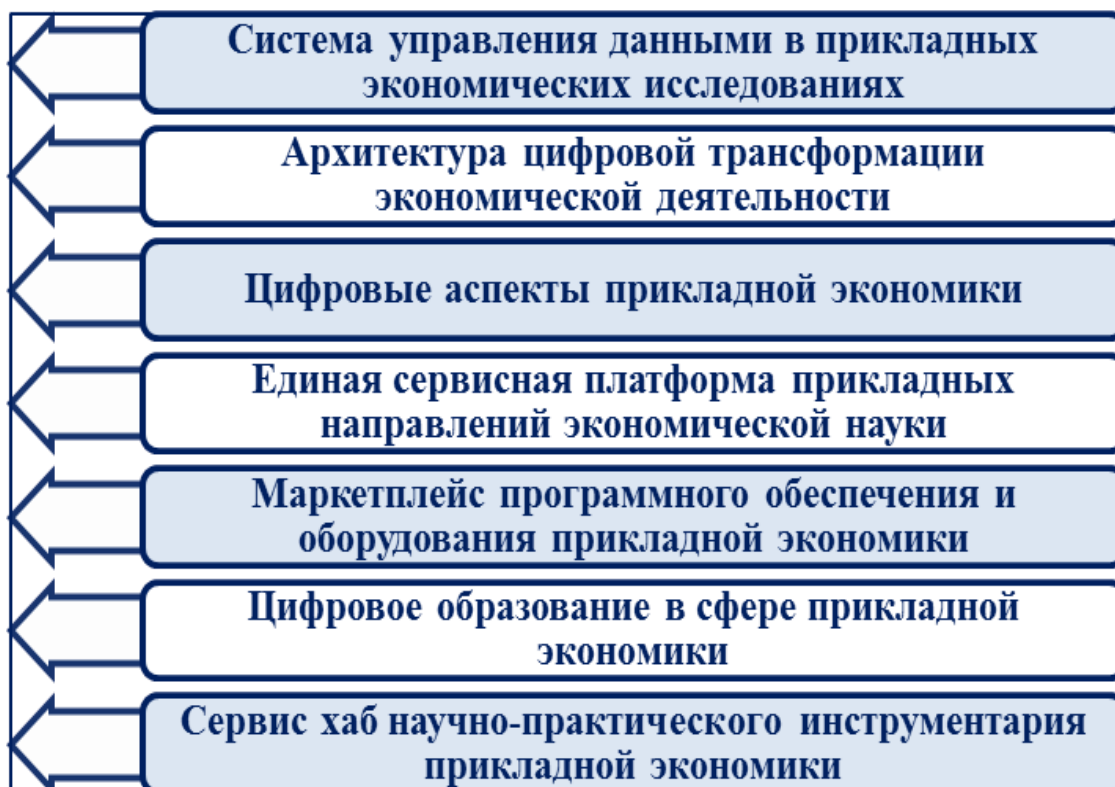 Система управления данными в прикладных
экономических исследованиях
Архитектура цифровой трансформации
экономической деятельности
Цифровые аспекты прикладной экономики
Единая сервисная платформа прикладных
направлений экономической науки
Маркетплейс программного обеспечения и
оборудования прикладной экономики
Цифровое образование в сфере прикладной
экономики
Сервис хаб научно-практического инструментария
прикладной экономики